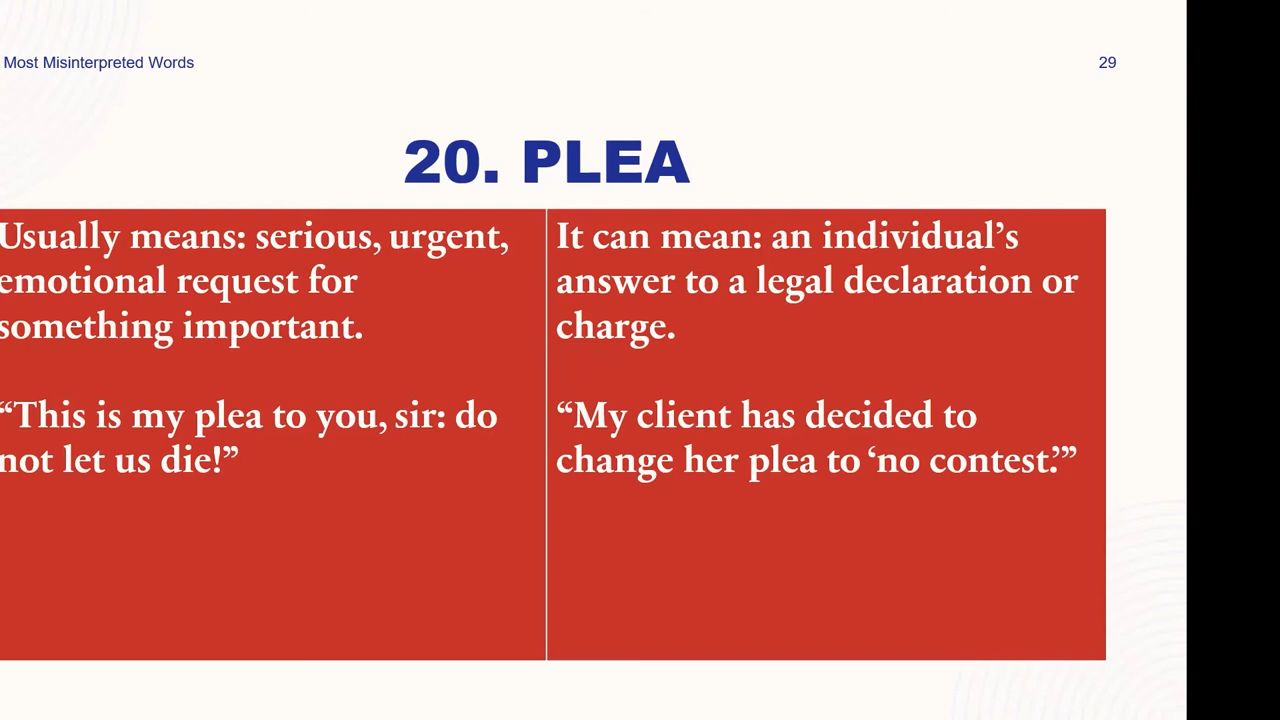 Most Misinterpreted Words
29
20. PLEA
Usually means: serious, urgent,
emotional request for
something important.
“This is my plea to you, sir: do
not let us die!”
It can mean: an individual’s
answer to a legal declaration or
charge.
“My client has decided to
change her plea to ‘no contest.’”